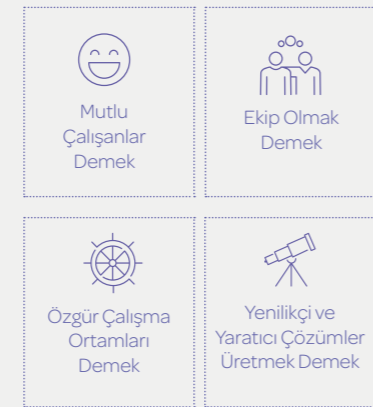 Mutlu
Çalışanlar
Demek
Ekip Olmak
Demek
Özgür Çalışma
Ortamları
Demek
Yenilikçi ve
Yaratıcı Çözümler
Üretmek Demek